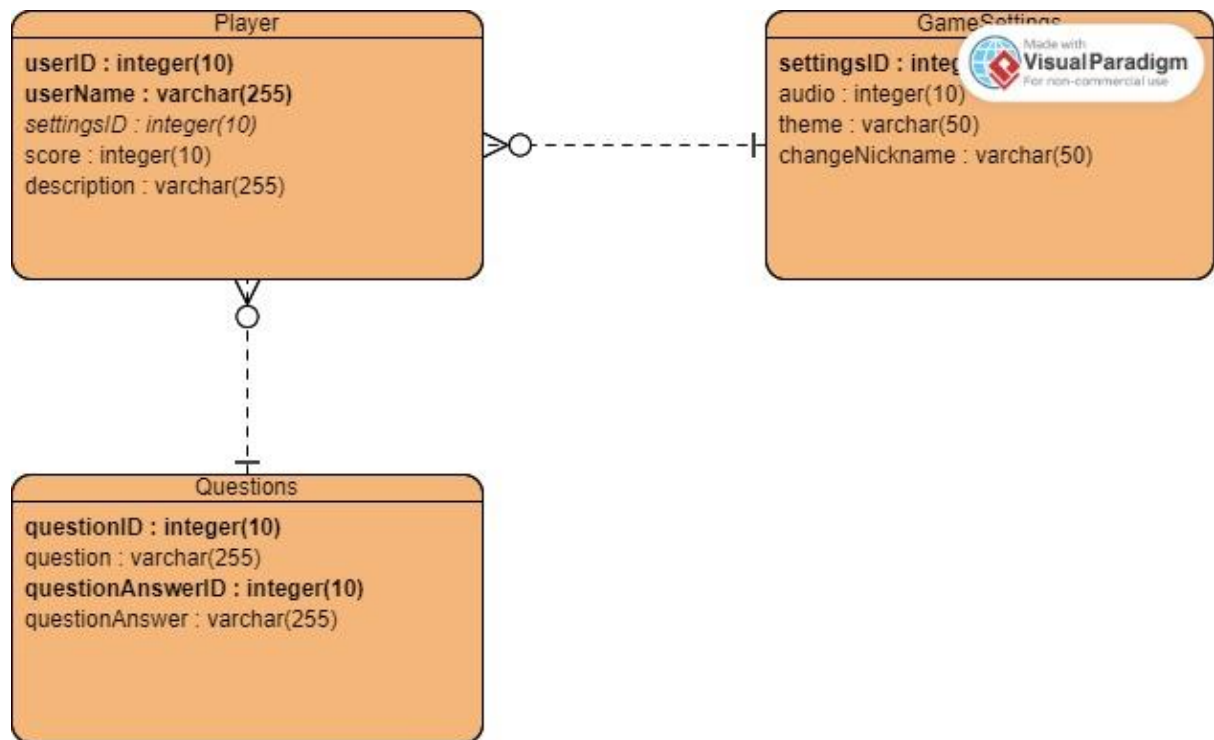 Player
userID : integer(10)
userName : varchar(255)
settingsID : integer(10)
score : integer(10)
description : varchar(255)
GameSettings
settingsID :
audio : integer(10)
theme : varchar(50)
changeNickname : varchar(50)
Made with
Visual Paradigm
For non-commercial use
Questions
questionID : integer(10)
question : varchar(255)
questionAnswerID : integer(10)
questionAnswer : varchar(255)